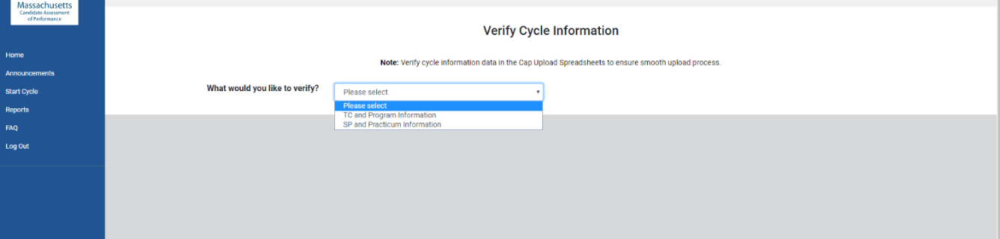 Massachusetts
Candidate Assessment
of Performance
Home
Announcements
Start Cycle
Reports
FAQ
Log Out
Verify Cycle Information
Note: Verify cycle information data in the Cap Upload Spreadsheets to ensure smooth upload process.
What would you like to verify?
Please select
Please select
TC and Program Information
SP and Practicum Information